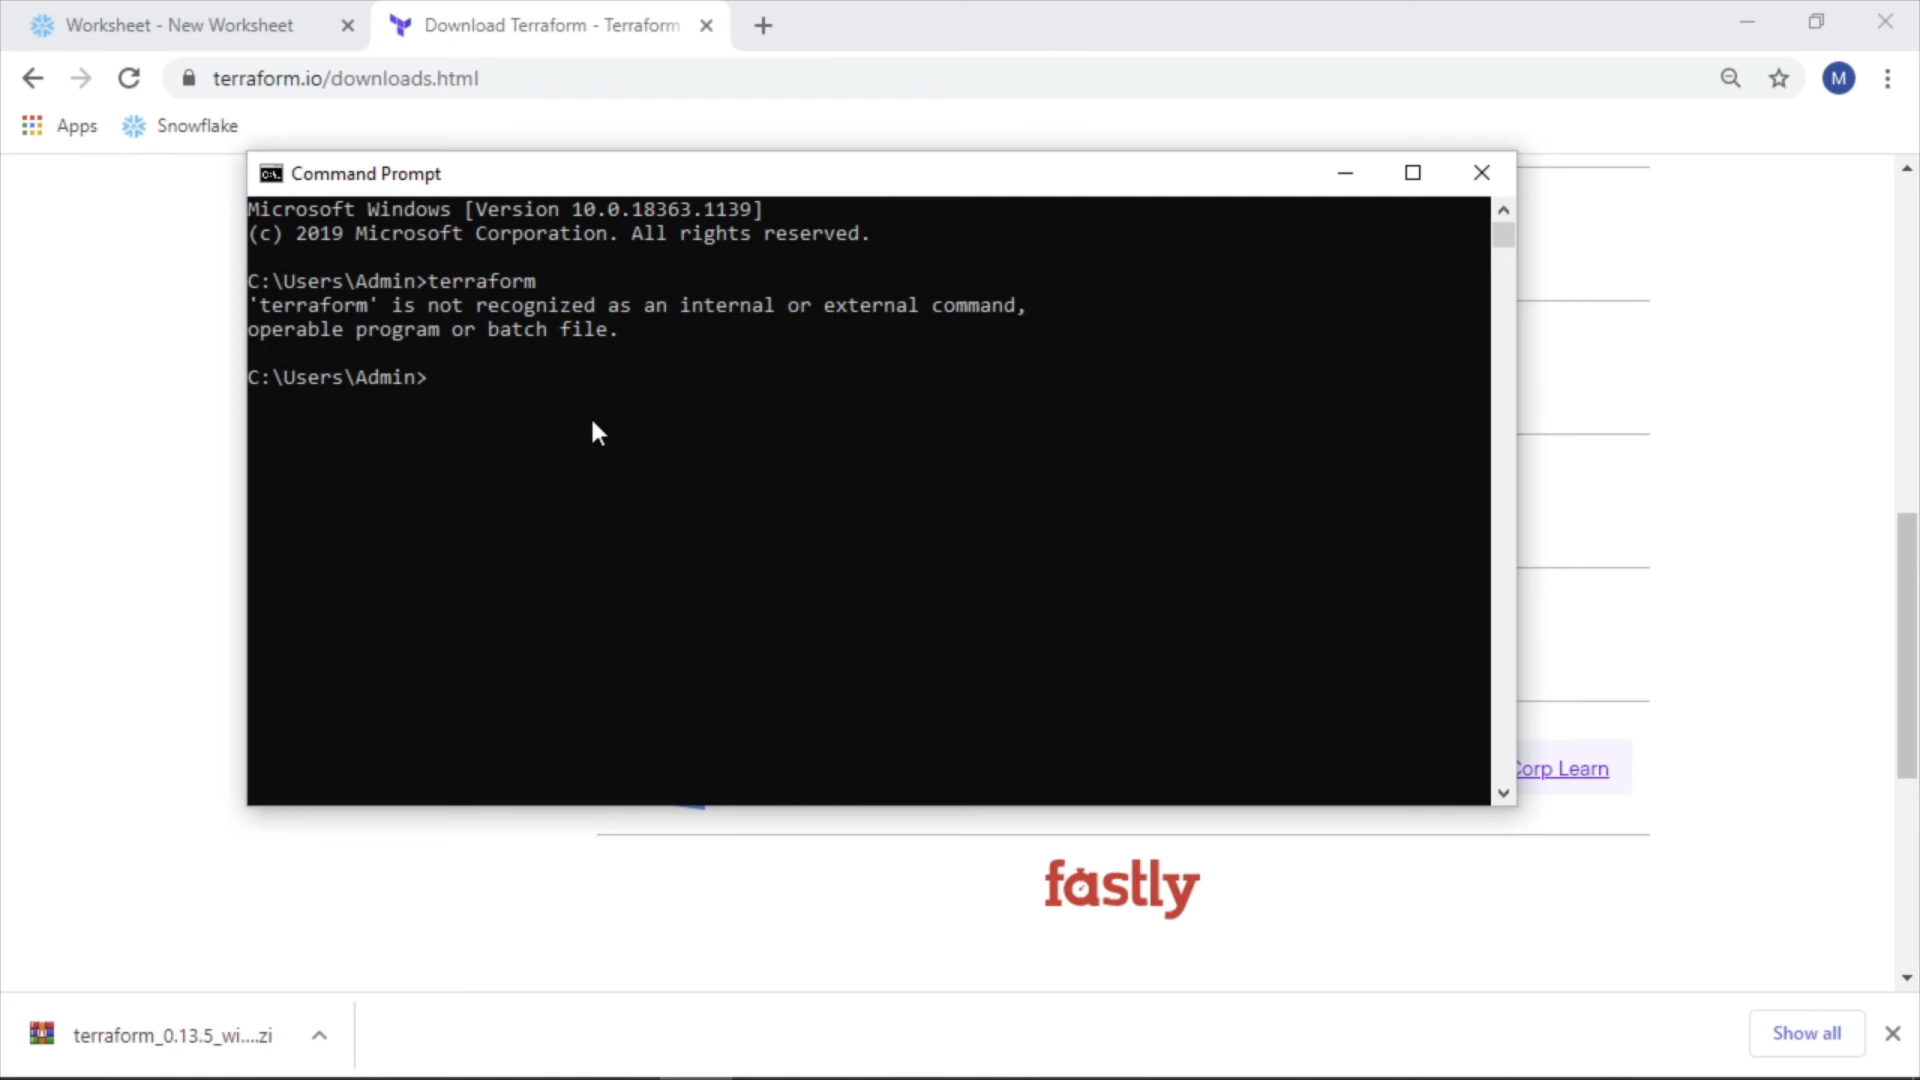 Worksheet - New Worksheet
Download Terraform - Terraform
terraform.io/downloads.html
M
Apps
Snowflake
Command Prompt
Microsoft Windows [Version 10.0.18363.1139]
(c) 2019 Microsoft Corporation. All rights reserved.
C:\Users\Admin>terraform
'terraform' is not recognized as an internal or external command,
operable program or batch file.
C:\Users\Admin>
Corp Learn
fastly
terraform_0.13.5_wi....zi
Show all